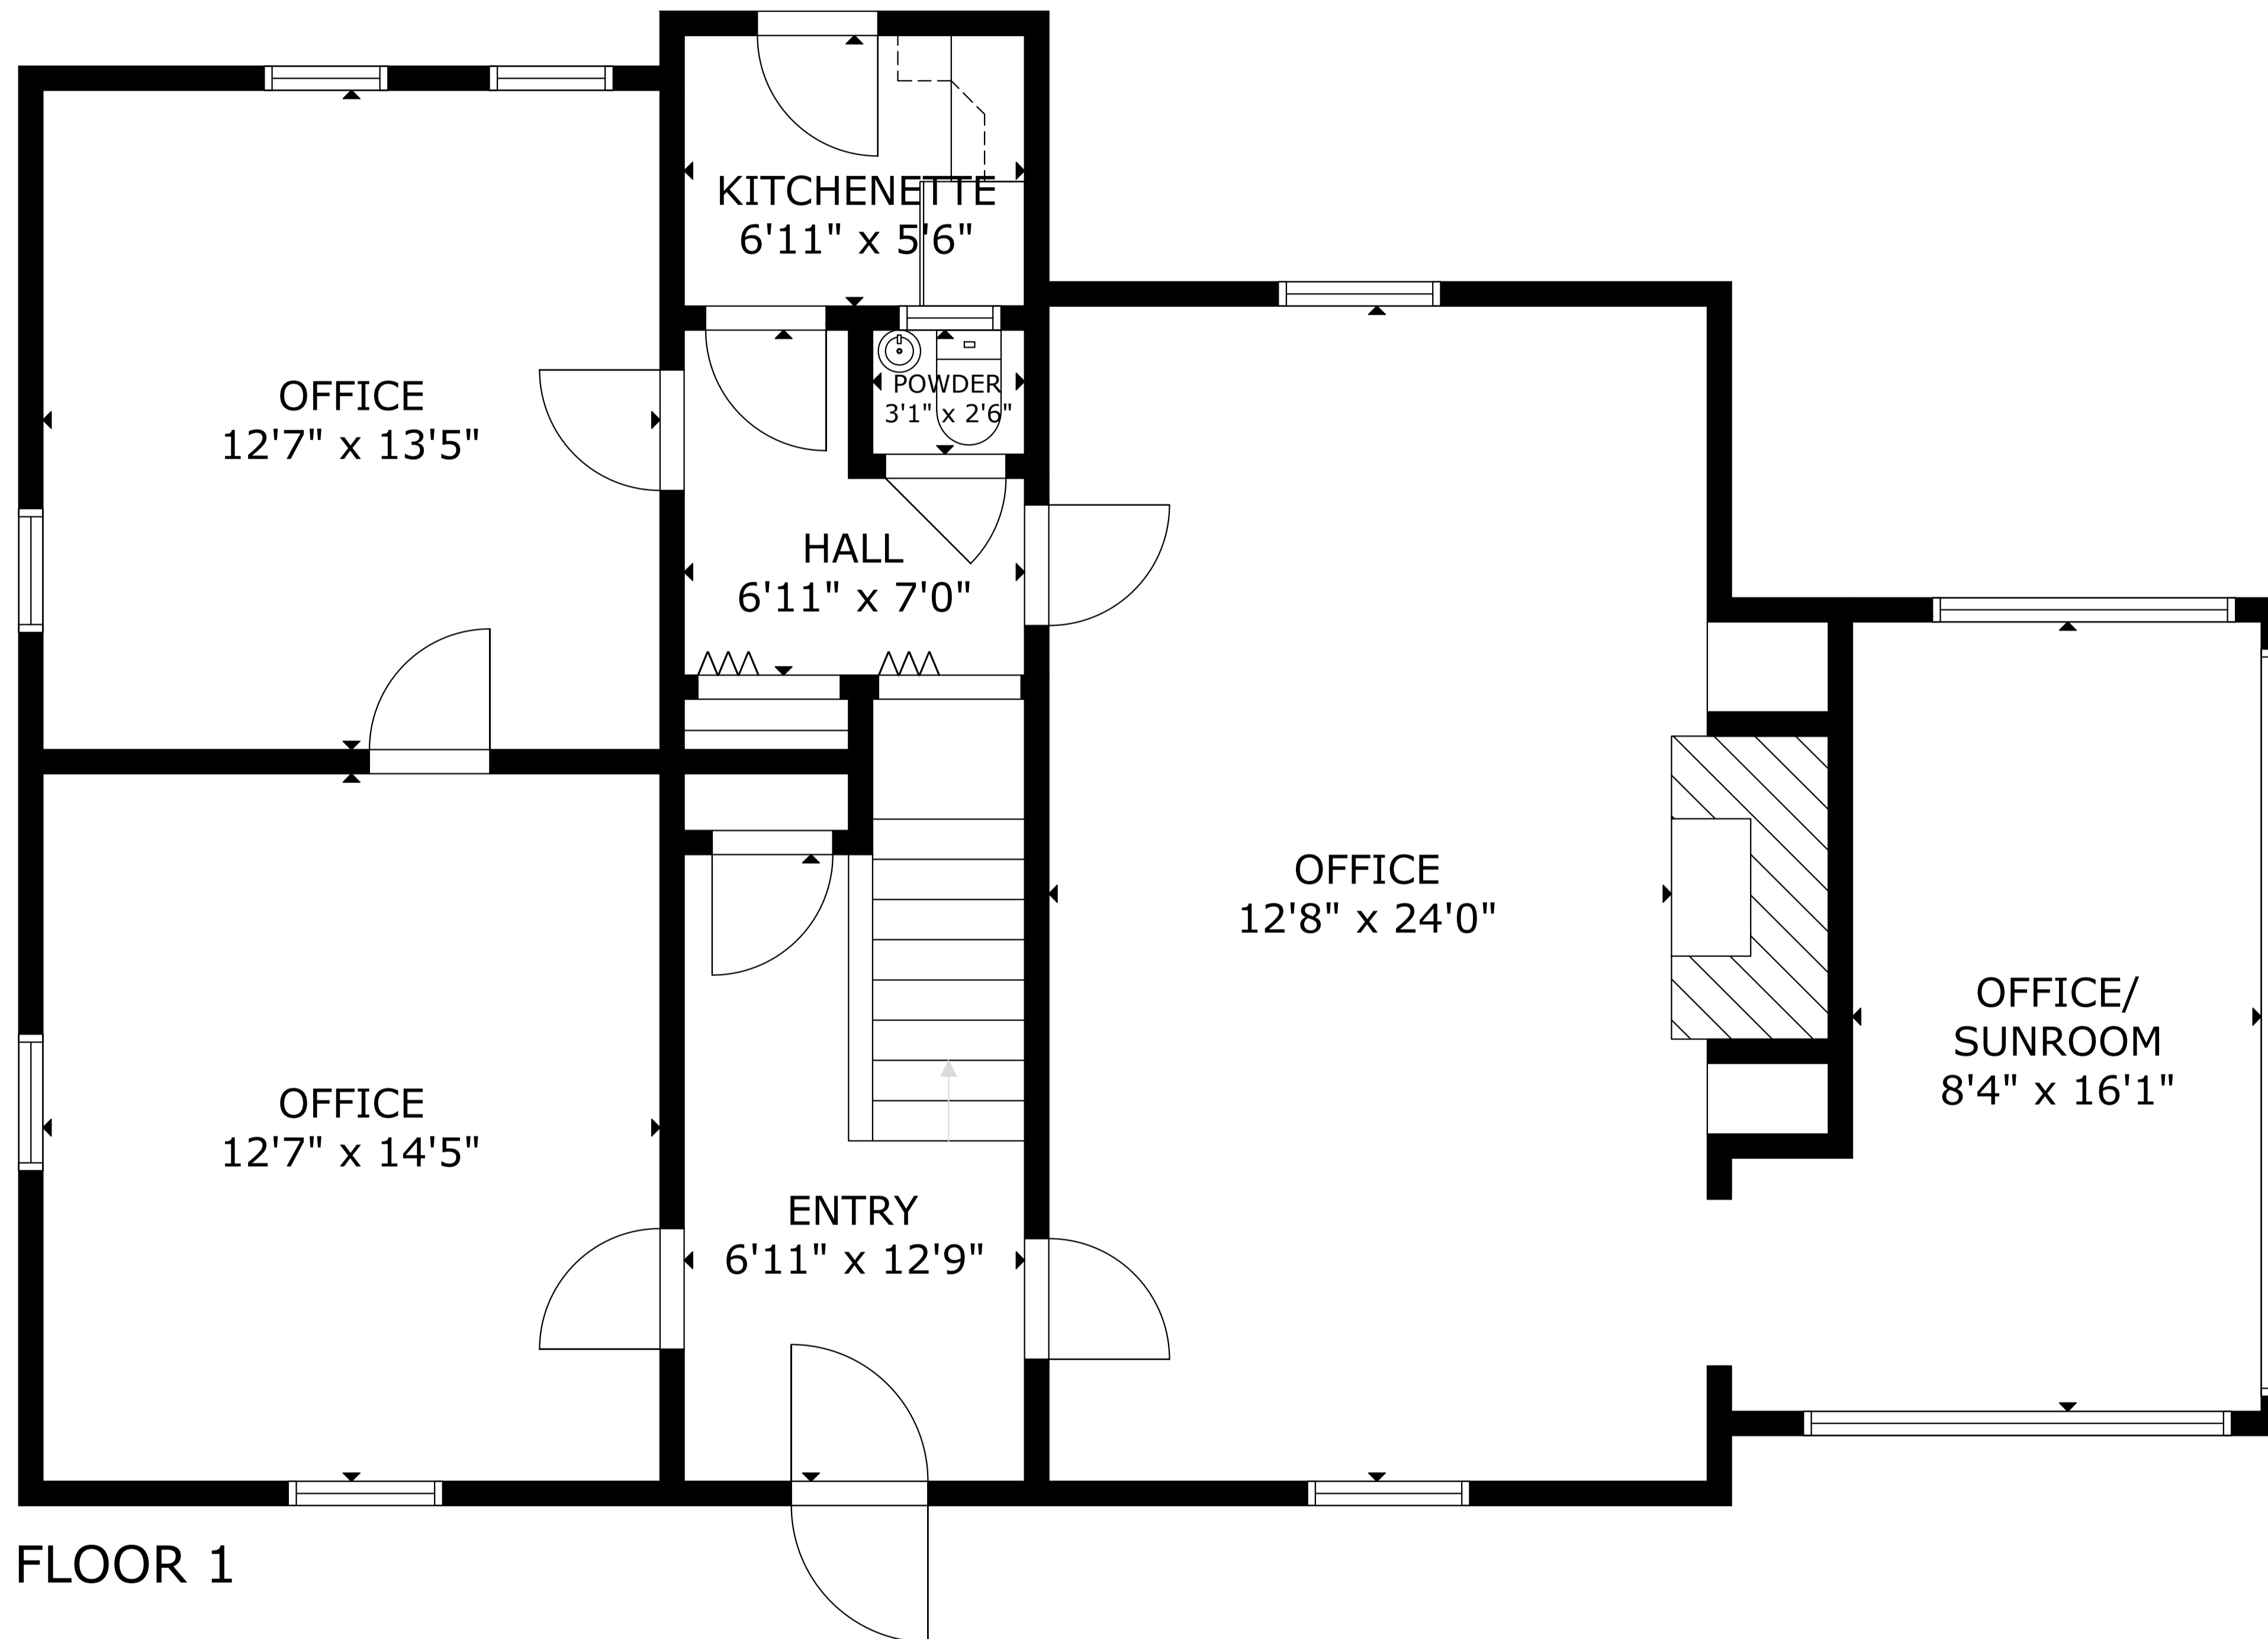 KITCHENETTE
6'11" x 5'6"
OFFICE
12'7" x 13'5"
POWDER
3'1" x 2'6"
HALL
6'11" x 7'0"
OFFICE
12'8" x 24'0"
OFFICE/
SUNROOM
8'4" x 16'1"
OFFICE
12'7" x 14'5"
ENTRY
6'11" x 12'9"
FLOOR 1